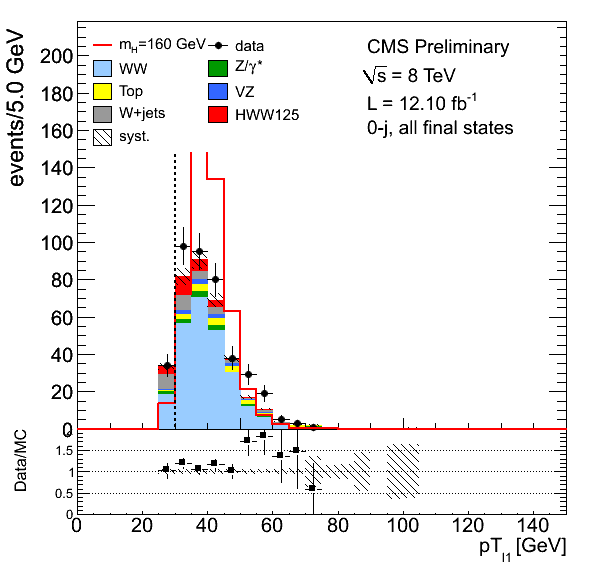 events/5.0 GeV
200
180
160
140
120
100
80
60
40
20
0
m_H=160 GeV
data
WW
Z/γ*
Top
VZ
W+jets
HWW125
syst.
CMS Preliminary
√s = 8 TeV
L = 12.10 fb⁻¹
0-j, all final states
Data/MC
1.5
1
0.5
0
0 20 40 60 80 100 120 140
pT_l1 [GeV]